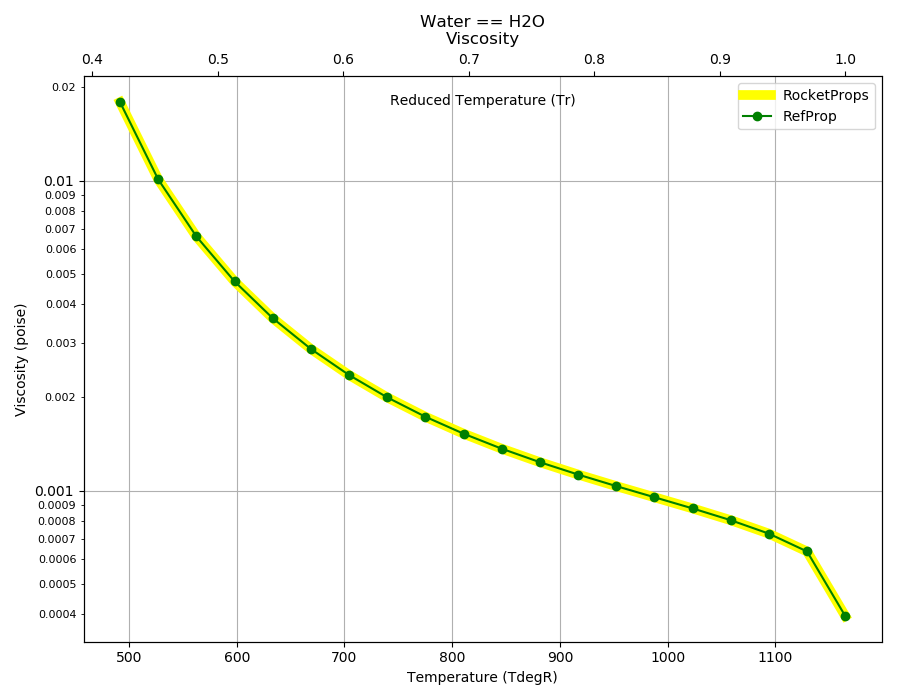 Water == H2O
Viscosity
0.4 0.5 0.6 0.7 0.8 0.9 1.0
Reduced Temperature (Tr)
RocketProps
RefProp
Viscosity (poise)
0.02
0.01
0.009
0.008
0.007
0.006
0.005
0.004
0.003
0.002
0.001
0.0009
0.0008
0.0007
0.0006
0.0005
0.0004
500 600 700 800 900 1000 1100
Temperature (TdegR)